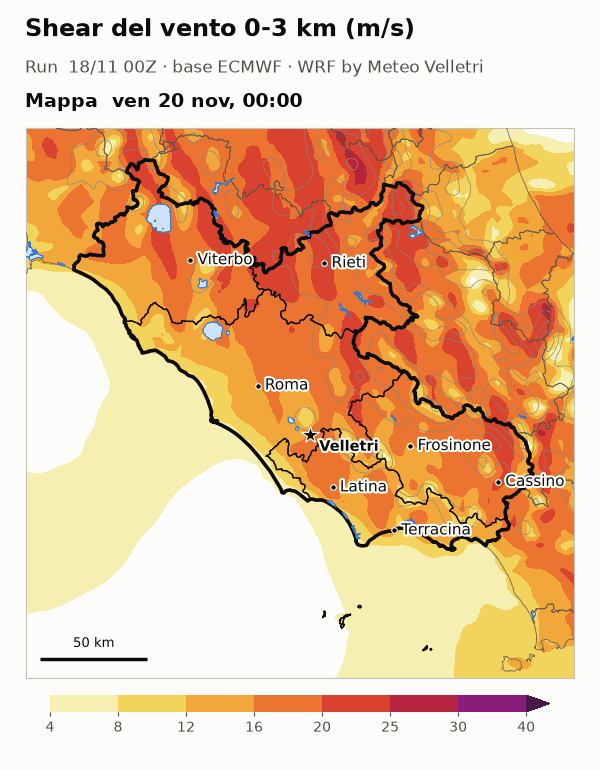 Shear del vento 0-3 km (m/s)
Run  18/11 00Z · base ECMWF · WRF by Meteo Velletri
Mappa  ven 20 nov, 00:00
Viterbo
Rieti
Roma
Velletri
Frosinone
Cassino
Latina
Terracina
50 km
4 8 12 16 20 25 30 40